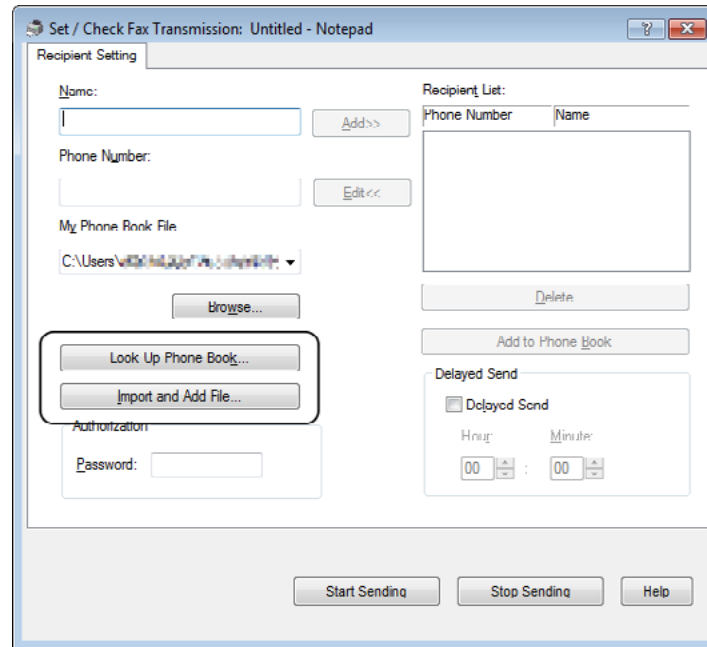 Set / Check Fax Transmission: Untitled - Notepad
Recipient Setting
Name:
Add>>
Phone Number:
Edit<<
My Phone Book File
C:\Users\
Browse...
Look Up Phone Book...
Import and Add File...
Authorization
Password:
Recipient List:
Phone Number Name
Delete
Add to Phone Book
Delayed Send
Delayed Send
Hour Minute:
00 : 00
Start Sending Stop Sending Help